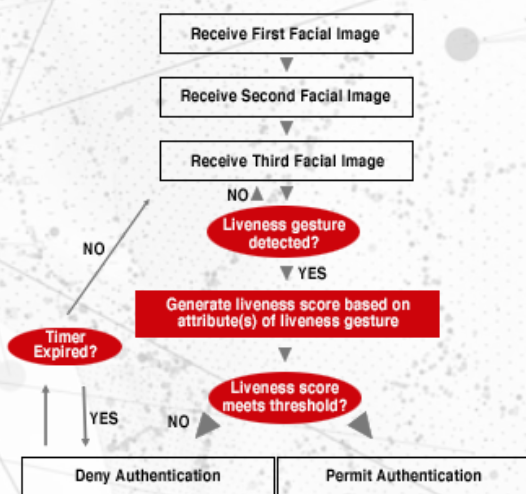 Receive First Facial Image
Receive Second Facial Image
Receive Third Facial Image
NO
Liveness gesture
detected?
NO
YES
Generate liveness score based on
attribute(s) of liveness gesture
Timer
Expired?
Liveness score
meets threshold?
YES
NO
Deny Authentication
Permit Authentication